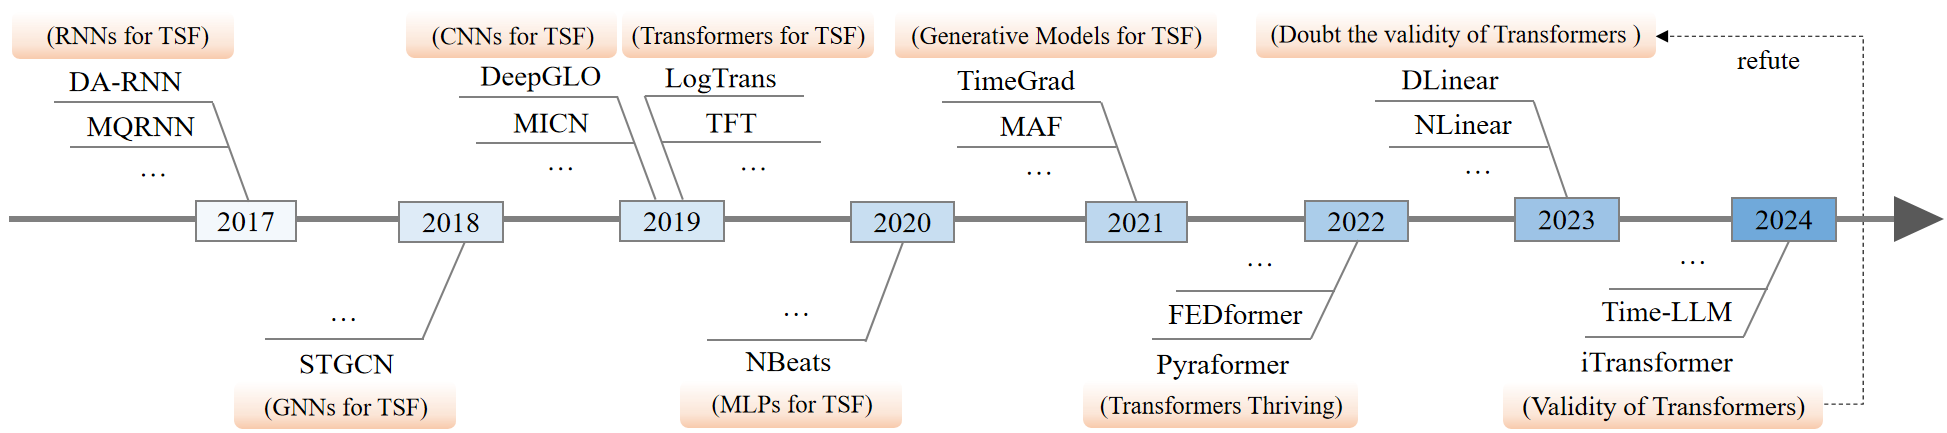 (RNNs for TSF)
DA-RNN
MQRNN
...
(CNNs for TSF)
DeepGLO
MICN
...
(Transformers for TSF)
LogTrans
TFT
...
(Generative Models for TSF)
TimeGrad
MAF
...
(Doubt the validity of Transformers )
DLinear
NLinear
...
refute
2017
2018
2019
2020
2021
2022
2023
2024
...
STGCN
(GNNs for TSF)
...
NBeats
(MLPs for TSF)
...
FEDformer
Pyraformer
(Transformers Thriving)
...
Time-LLM
iTransformer
(Validity of Transformers)